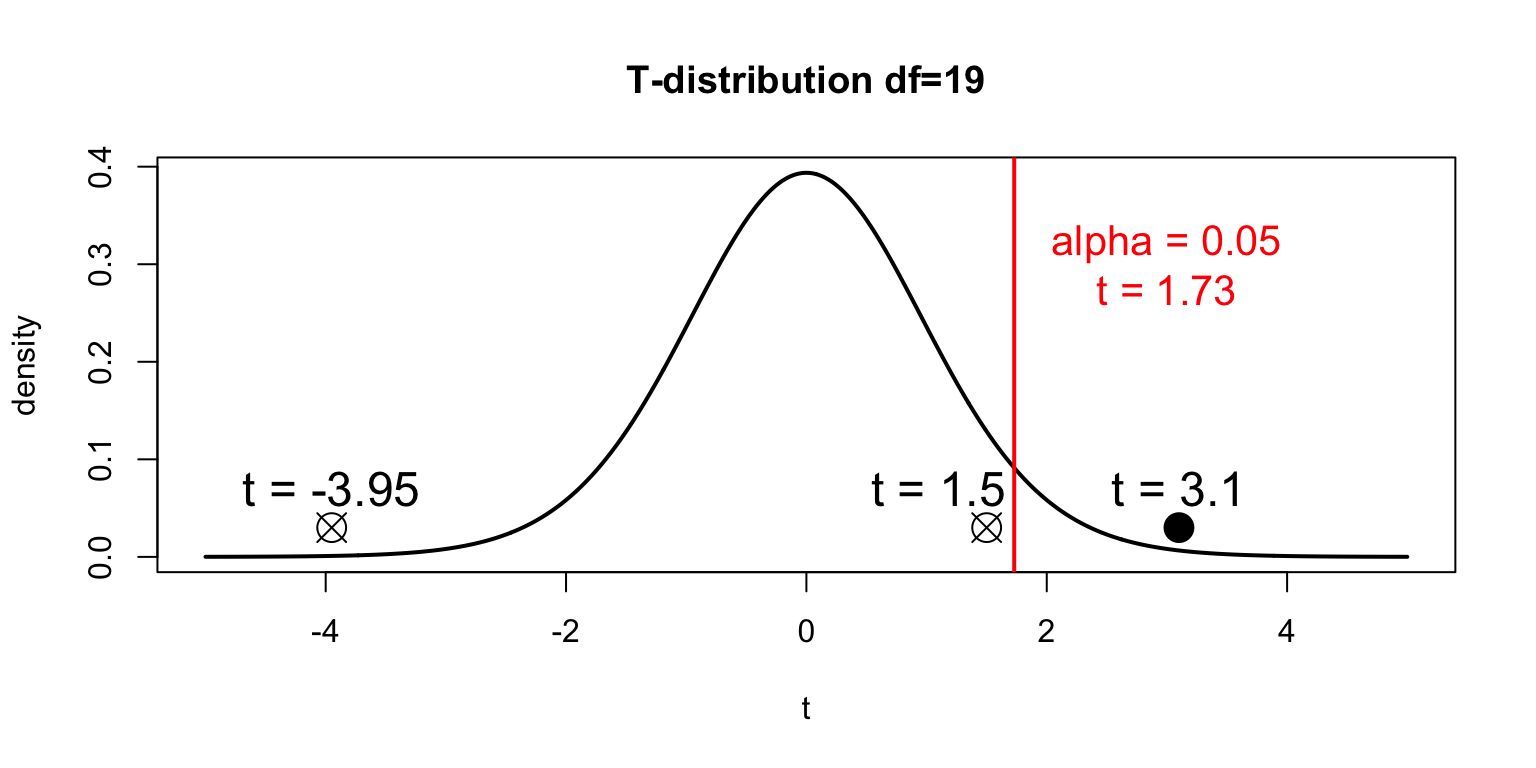 T-distribution df=19
0.4
0.3
0.2
0.1
0.0
density
alpha = 0.05
t = 1.73
t = -3.95
t = 1.5
t = 3.1
-4
-2
0
2
4
t